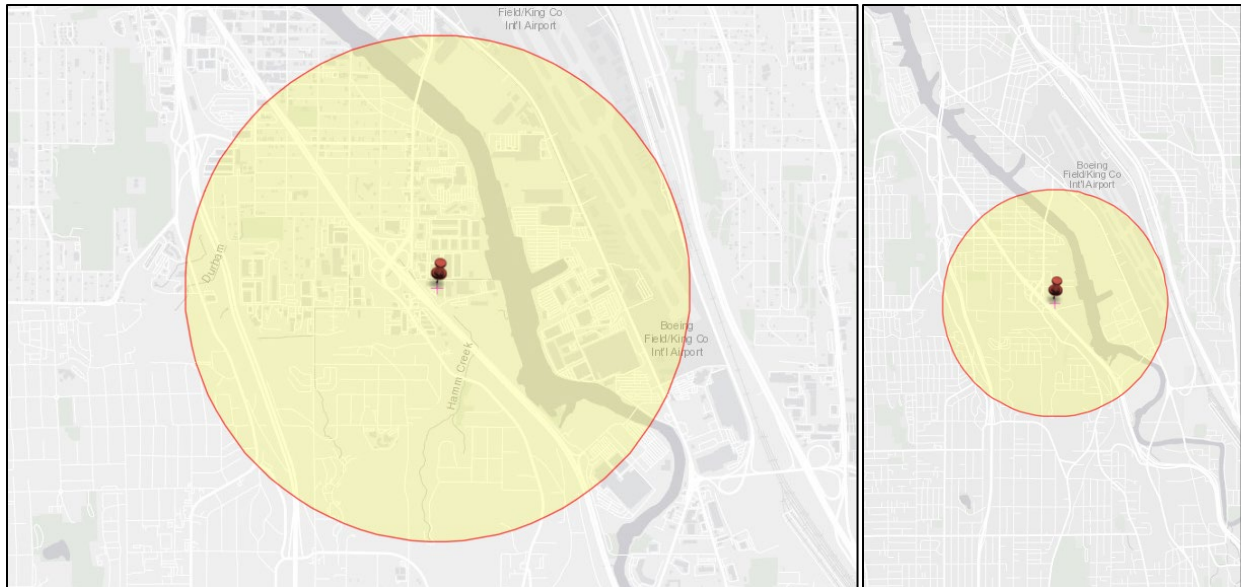 Field/King Co
Int'l Airport
Durham
Hamm Creek
Boeing
Field/King Co
Int'l Airport
Boeing
Field/King Co
Int'l Airport